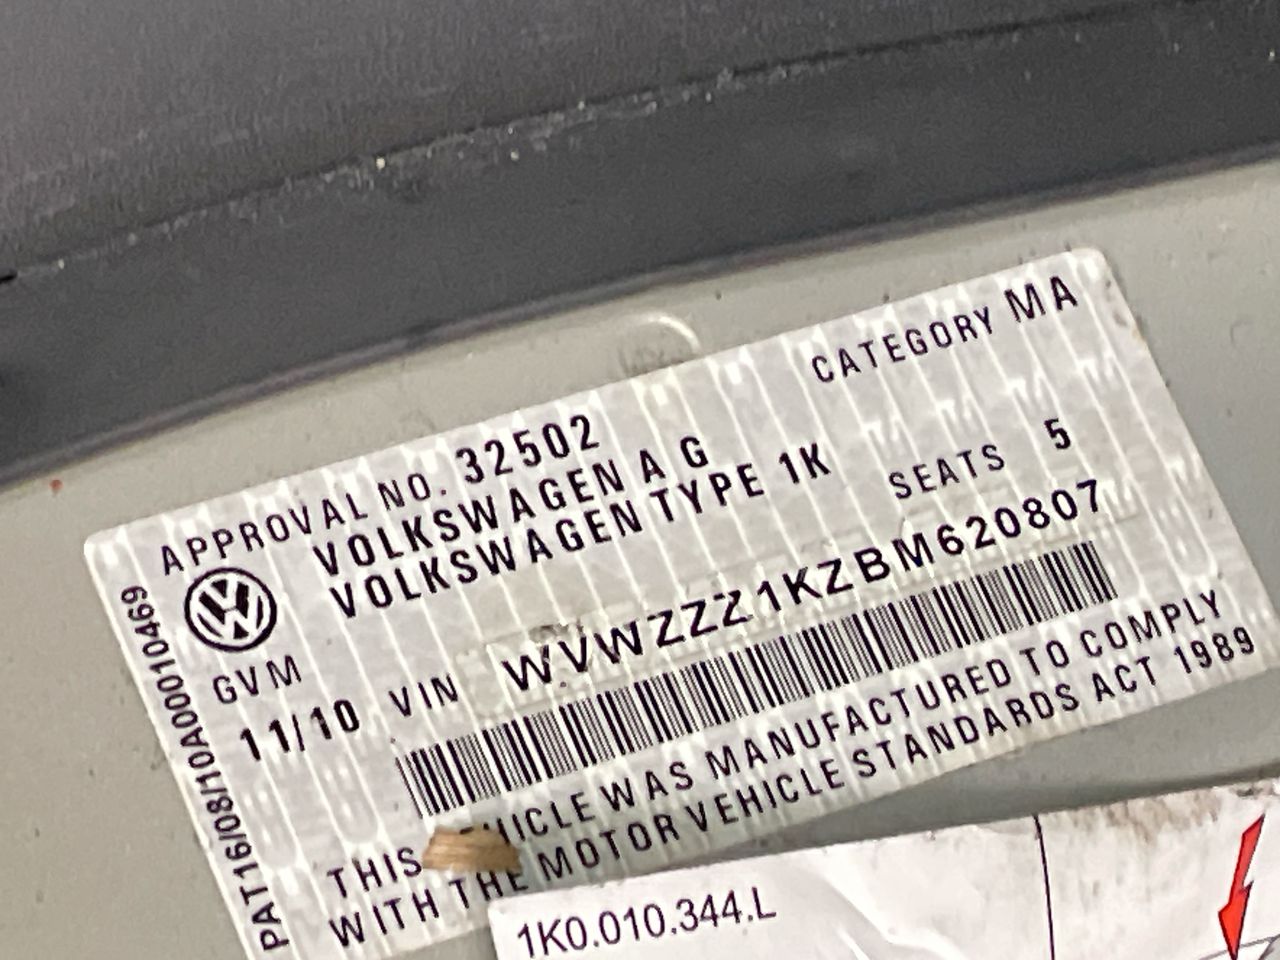 CATEGORY MA
APPROVAL NO. 32502
VOLKSWAGEN A G
VOLKSWAGEN TYPE 1K
SEATS 5
GVM
11/10 VIN WVWZZZ1KZBM620807
THIS VEHICLE WAS MANUFACTURED TO COMPLY
WITH THE MOTOR VEHICLE STANDARDS ACT 1989
PAT16/08/10A00010469
1K0.010.344.L